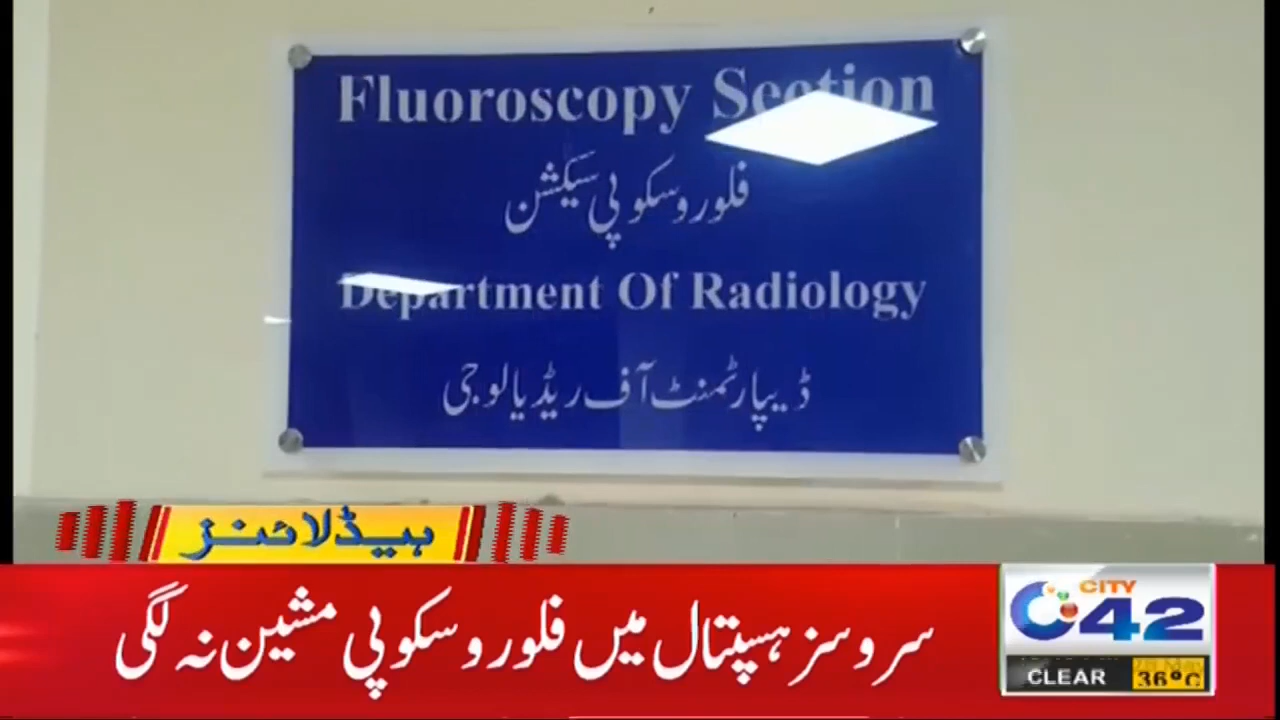 Fluoroscopy Section
فلوروسکوپی سیکشن
Department Of Radiology
ڈیپارٹمنٹ آف ریڈیالوجی
ہیڈلائنز
سروسز ہسپتال میں فلوروسکوپی مشین نہ لگی
CITY
42
CLEAR
36°C